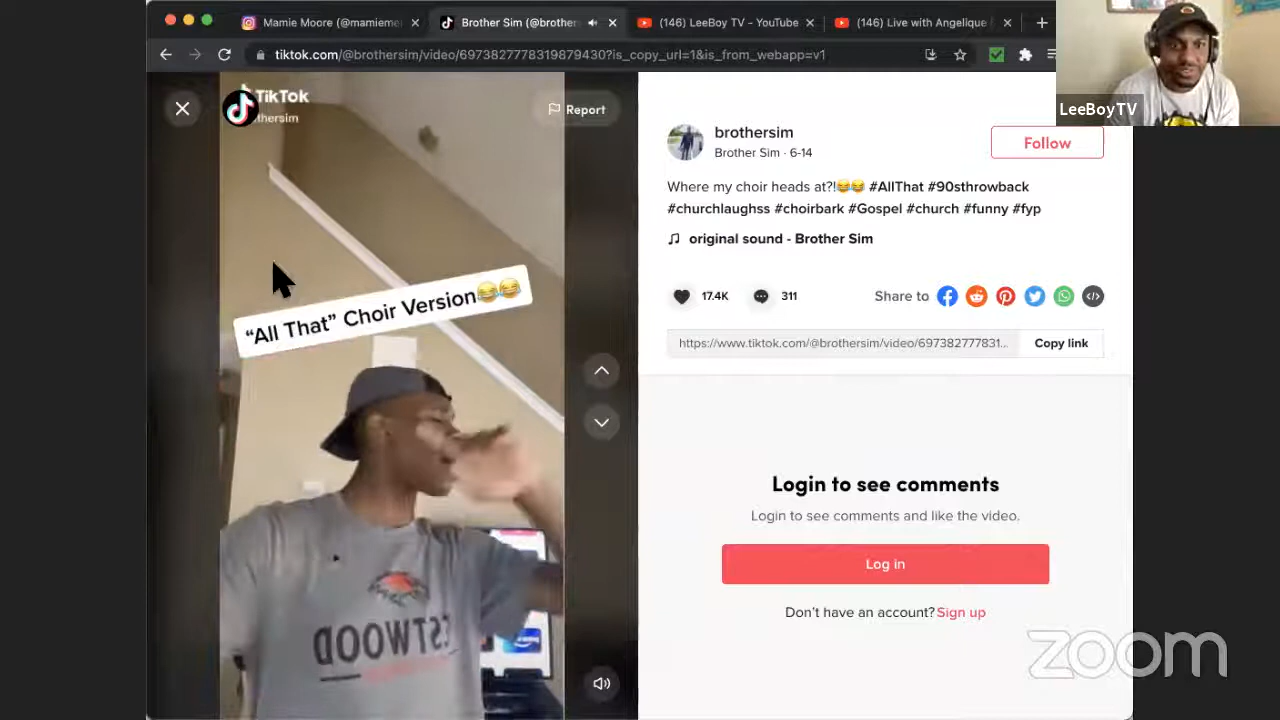 Mamie Moore (@mamieme
Brother Sim (@brother
(146) LeeBoy TV - YouTube
(146) Live with Angelique
tiktok.com/@brothersim/video/6973827778319879430?is_copy_url=1&is_from_webapp=v1
LeeBoyTV
TikTok
thersim
Report
"All That" Choir Version😂😂
STWOOD
brothersim
Brother Sim · 6-14
Follow
Where my choir heads at?!😂😂 #AllThat #90sthrowback
#churchlaughss #choirbark #Gospel #church #funny #fyp
original sound - Brother Sim
17.4K
311
Share to
https://www.tiktok.com/@brothersim/video/697382777831...
Copy link
Login to see comments
Login to see comments and like the video.
Log in
Don't have an account? Sign up
zoom